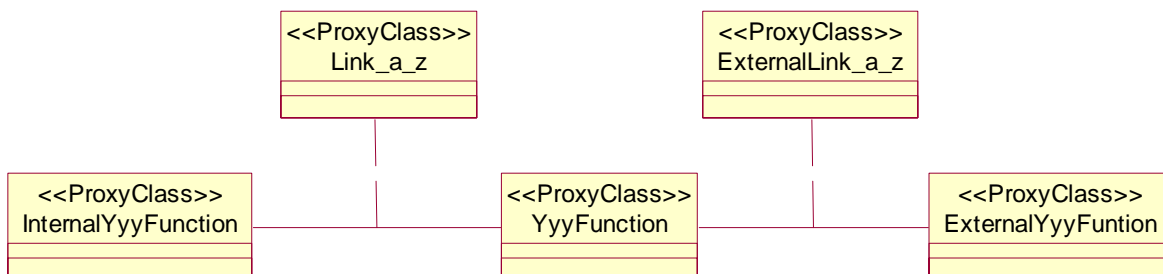 <<ProxyClass>>
Link_a_z
<<ProxyClass>>
ExternalLink_a_z
<<ProxyClass>>
InternalYyyFunction
<<ProxyClass>>
YyyFunction
<<ProxyClass>>
ExternalYyyFuntion